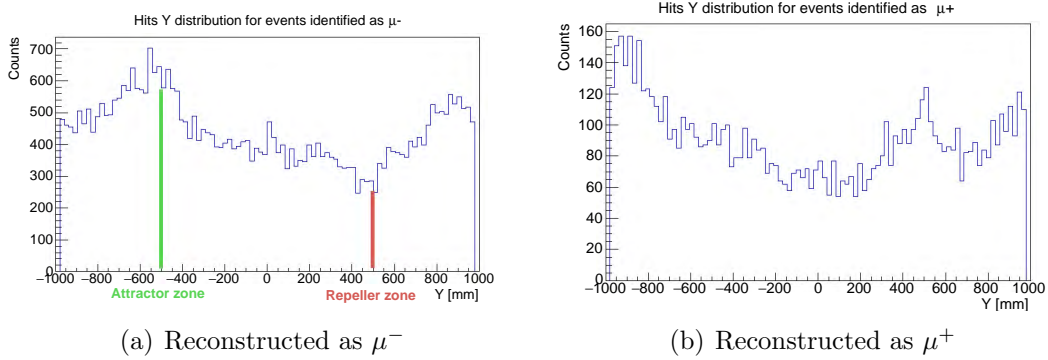 Hits Y distribution for events identified as μ-
Counts
700
600
500
400
300
200
100
0
−1000 −800 −600 −400 −200 0 200 400 600 800 1000
Y [mm]
Attractor zone
Repeller zone
(a) Reconstructed as μ⁻
Hits Y distribution for events identified as μ+
Counts
160
140
120
100
80
60
40
20
0
−1000 −800 −600 −400 −200 0 200 400 600 800 1000
Y [mm]
(b) Reconstructed as μ⁺